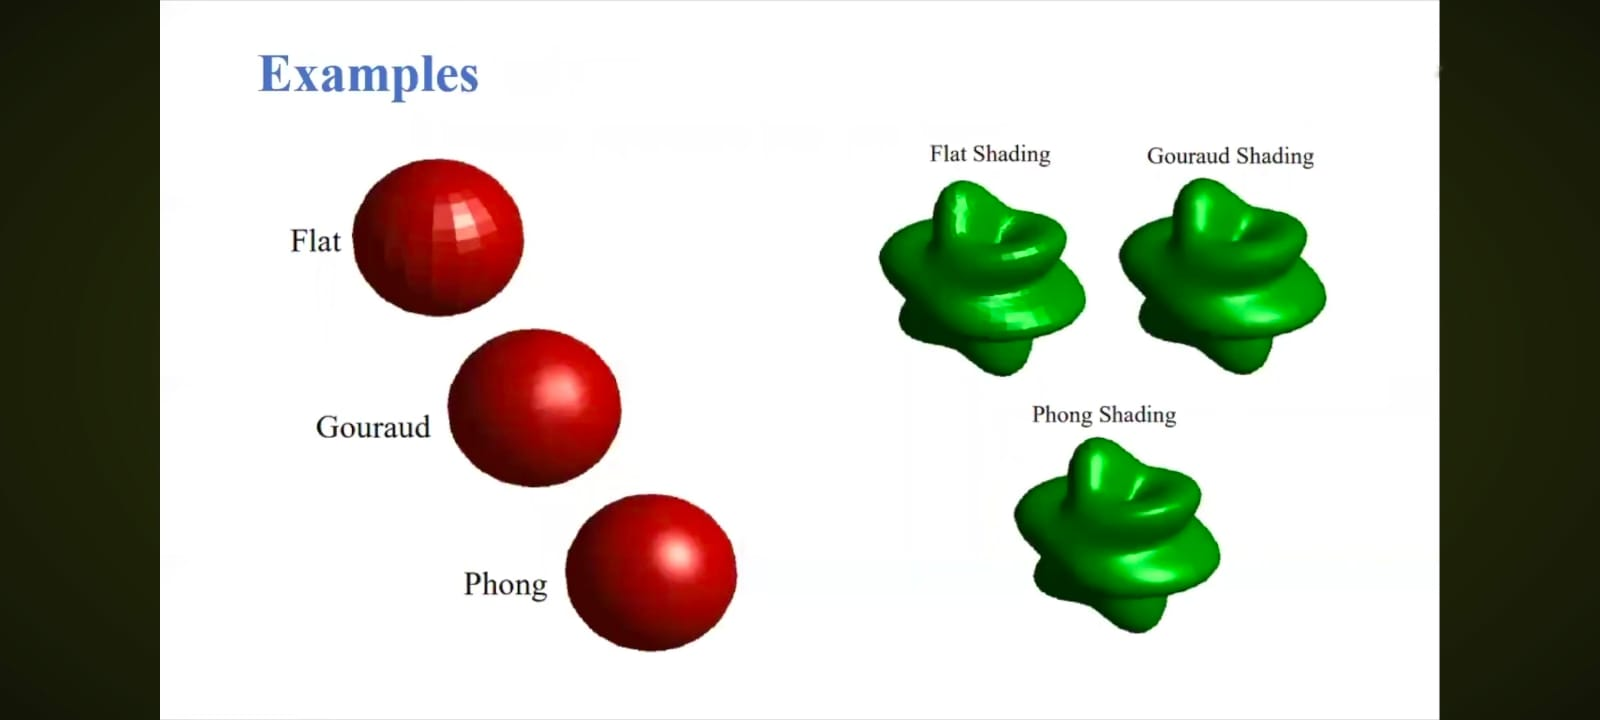 Examples
Flat
Gouraud
Phong
Flat Shading
Gouraud Shading
Phong Shading